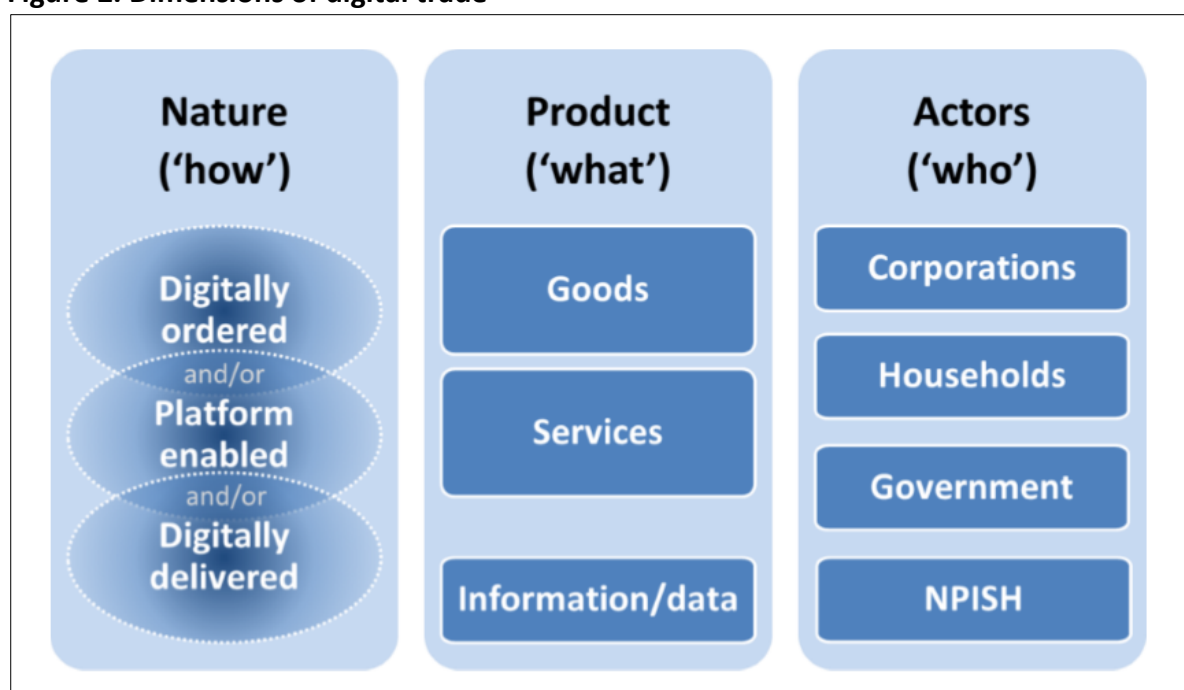 Nature
(‘how’)
Digitally
ordered
and/or
Platform
enabled
and/or
Digitally
delivered
Product
(‘what’)
Goods
Services
Information/data
Actors
(‘who’)
Corporations
Households
Government
NPISH